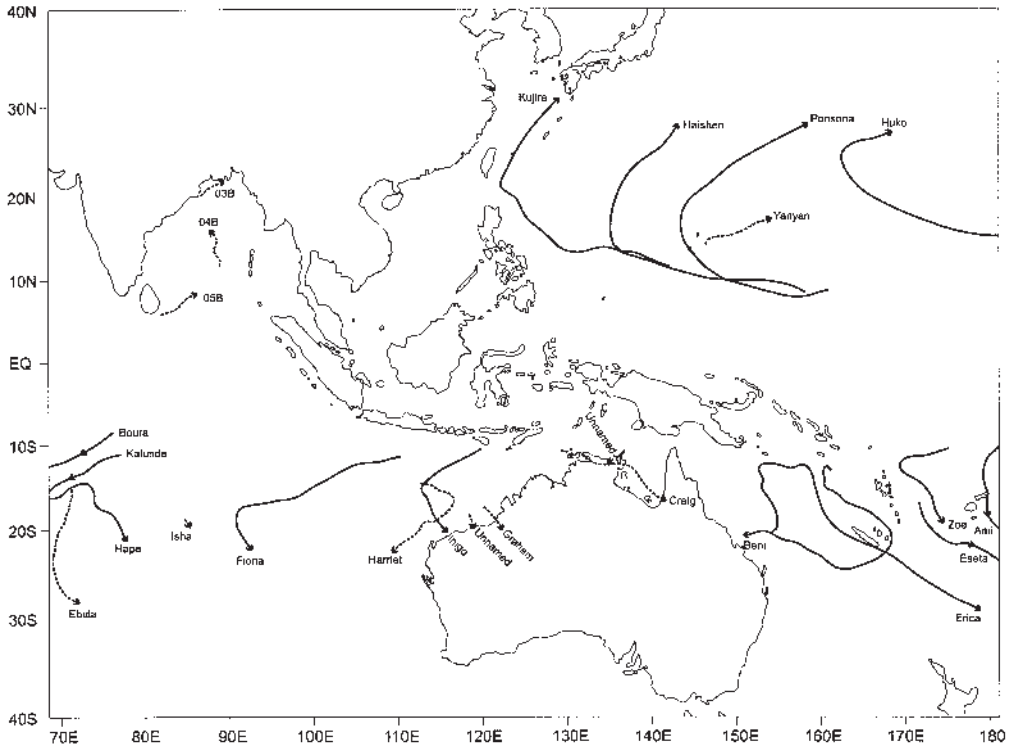 40N
Kujira
30N
Haishen
Ponsona
Huko
20N
03B
04B
Yanyan
10N
05B
EQ
10S
Boura
Kalunde
Unnamed
Craig
20S
Hape
Isha
Fiona
Harriet
Inigo
Unnamed
Graham
Beni
Zoe
Ami
Eseta
Ebula
30S
Erica
40S
70E
80E
90E
100E
110E
120E
130E
140E
150E
160E
170E
180